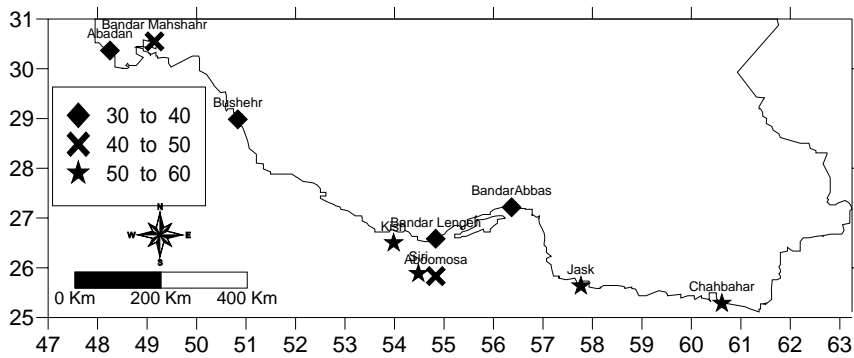 31
30
29
28
27
26
25
Bandar Mahshahr
Abadan
Bushehr
30 to 40
40 to 50
50 to 60
N
W E
S
0 Km 200 Km 400 Km
BandarAbbas
Bandar Lengeh
Kish
Siri
Aboomosa
Jask
Chahbahar
47 48 49 50 51 52 53 54 55 56 57 58 59 60 61 62 63